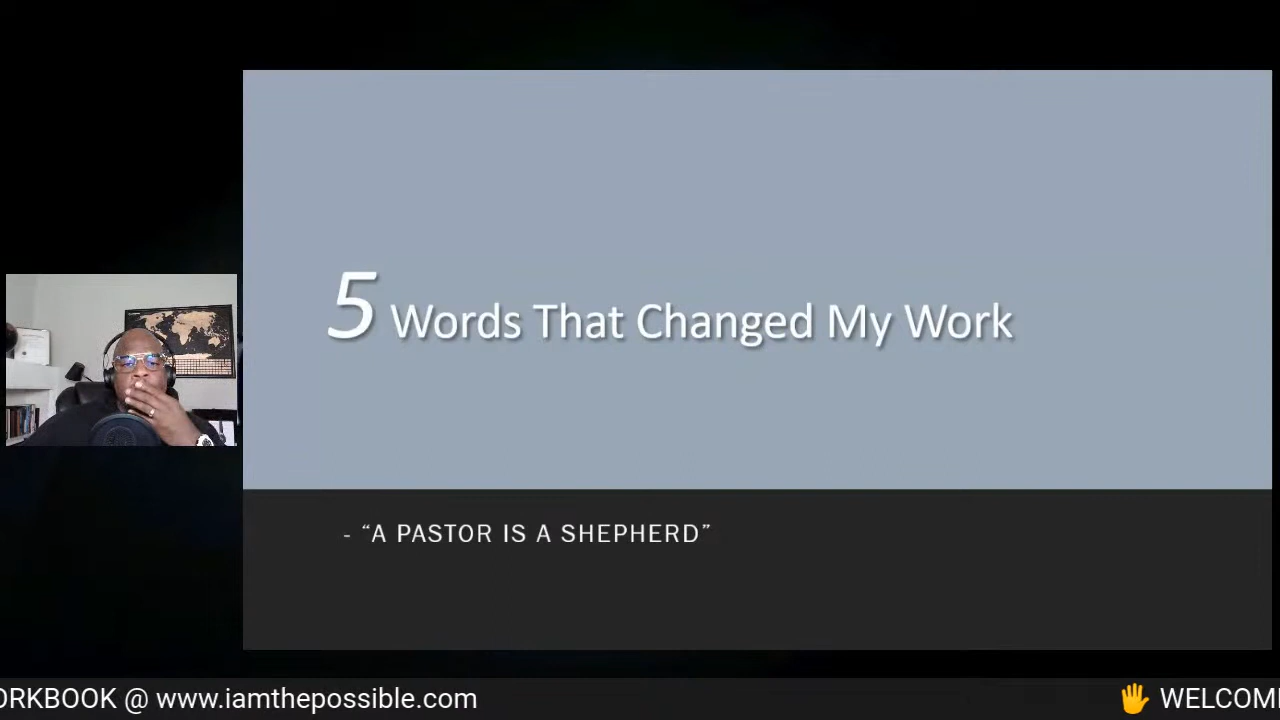 5 Words That Changed My Work
- “A PASTOR IS A SHEPHERD”
ORKBOOK @ www.iamthepossible.com
🖐 WELCOM